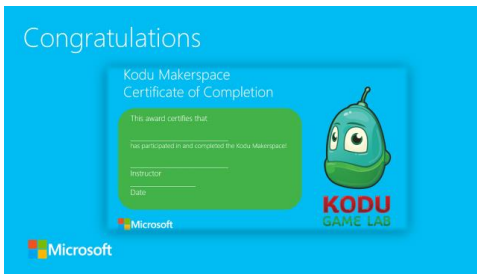 Congratulations
Kodu Makerspace
Certificate of Completion
This award certifies that
has participated in and completed the Kodu Makerspace!
Instructor
Date
Microsoft
KODU
GAME LAB
Microsoft